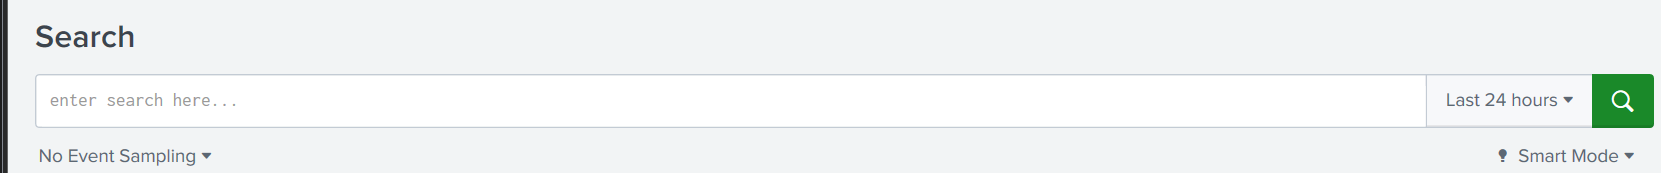 Search
enter search here...
Last 24 hours
No Event Sampling
Smart Mode